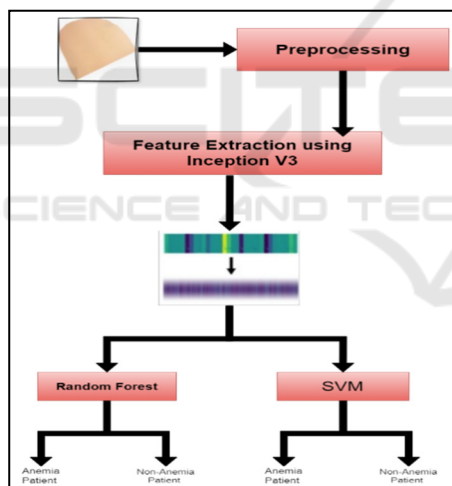 Preprocessing
Feature Extraction using
Inception V3
Random Forest
SVM
Anemia
Patient
Non-Anemia
Patient
Anemia
Patient
Non-Anemia
Patient